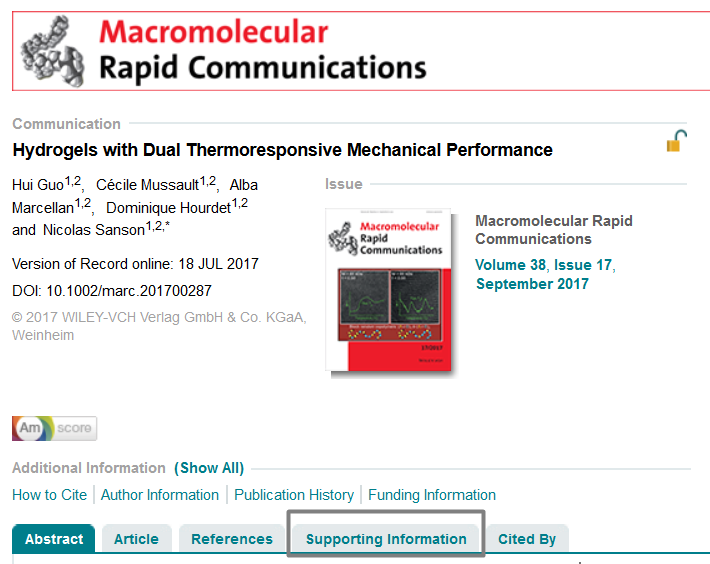 Macromolecular
Rapid Communications
Communication
Hydrogels with Dual Thermoresponsive Mechanical Performance
Hui Guo1,2, Cécile Mussault1,2, Alba
Marcellan1,2, Dominique Hourdet1,2
and Nicolas Sanson1,2,*
Version of Record online: 18 JUL 2017
DOI: 10.1002/marc.201700287
© 2017 WILEY-VCH Verlag GmbH & Co. KGaA,
Weinheim
Issue
Macromolecular
Rapid
Communications
Macromolecular Rapid
Communications
Volume 38, Issue 17,
September 2017
Am score
Additional Information (Show All)
How to Cite Author Information Publication History Funding Information
Abstract Article References Supporting Information Cited By